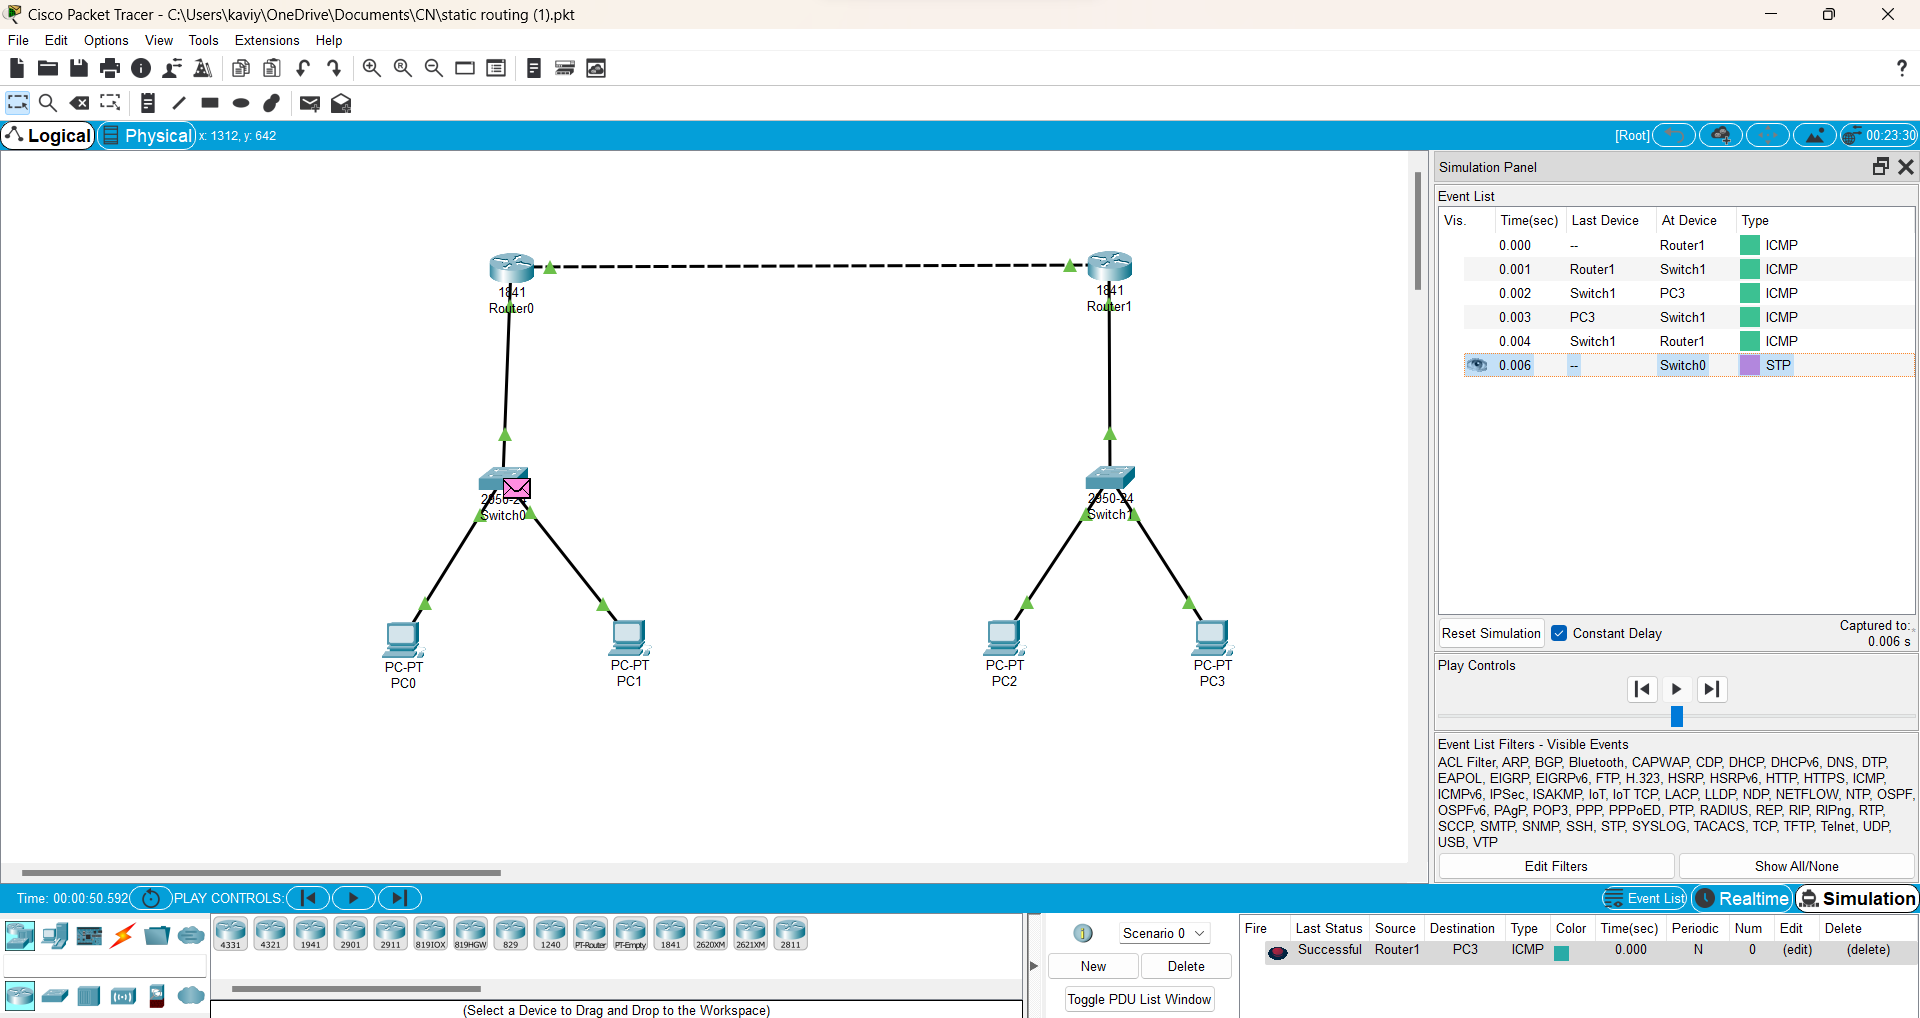 Cisco Packet Tracer - C:\Users\kaviy\OneDrive\Documents\CN\static routing (1).pkt
File Edit Options View Tools Extensions Help
?
Logical Physical x: 1312, y: 642 [Root] 00:23:30
1841
Router0
1841
Router1
2950-24
Switch0
2950-24
Switch1
PC-PT
PC0
PC-PT
PC1
PC-PT
PC2
PC-PT
PC3
Simulation Panel
Event List
Vis. Time(sec) Last Device At Device Type
0.000 -- Router1 ICMP
0.001 Router1 Switch1 ICMP
0.002 Switch1 PC3 ICMP
0.003 PC3 Switch1 ICMP
0.004 Switch1 Router1 ICMP
0.006 -- Switch0 STP
Reset Simulation Constant Delay Captured to:
0.006 s
Play Controls
Event List Filters - Visible Events
ACL Filter, ARP, BGP, Bluetooth, CAPWAP, CDP, DHCP, DHCPv6, DNS, DTP,
EAPOL, EIGRP, EIGRPv6, FTP, H.323, HSRP, HSRPv6, HTTP, HTTPS, ICMP,
ICMPv6, IPSec, ISAKMP, IoT, IoT TCP, LACP, LLDP, NDP, NETFLOW, NTP, OSPF,
OSPFv6, PAgP, POP3, PPP, PPPoED, PTP, RADIUS, REP, RIP, RIPng, RTP,
SCCP, SMTP, SNMP, SSH, STP, SYSLOG, TACACS, TCP, TFTP, Telnet, UDP,
USB, VTP
Edit Filters Show All/None
Time: 00:00:50.592 PLAY CONTROLS: Event List Realtime Simulation
4331 4321 1941 2901 2911 819IOX 819HGW 829 1240 PT-Router PT-Empty 1841 2620XM 2621XM 2811
(Select a Device to Drag and Drop to the Workspace)
1 Scenario 0
New Delete
Toggle PDU List Window
Fire Last Status Source Destination Type Color Time(sec) Periodic Num Edit Delete
Successful Router1 PC3 ICMP 0.000 N 0 (edit) (delete)